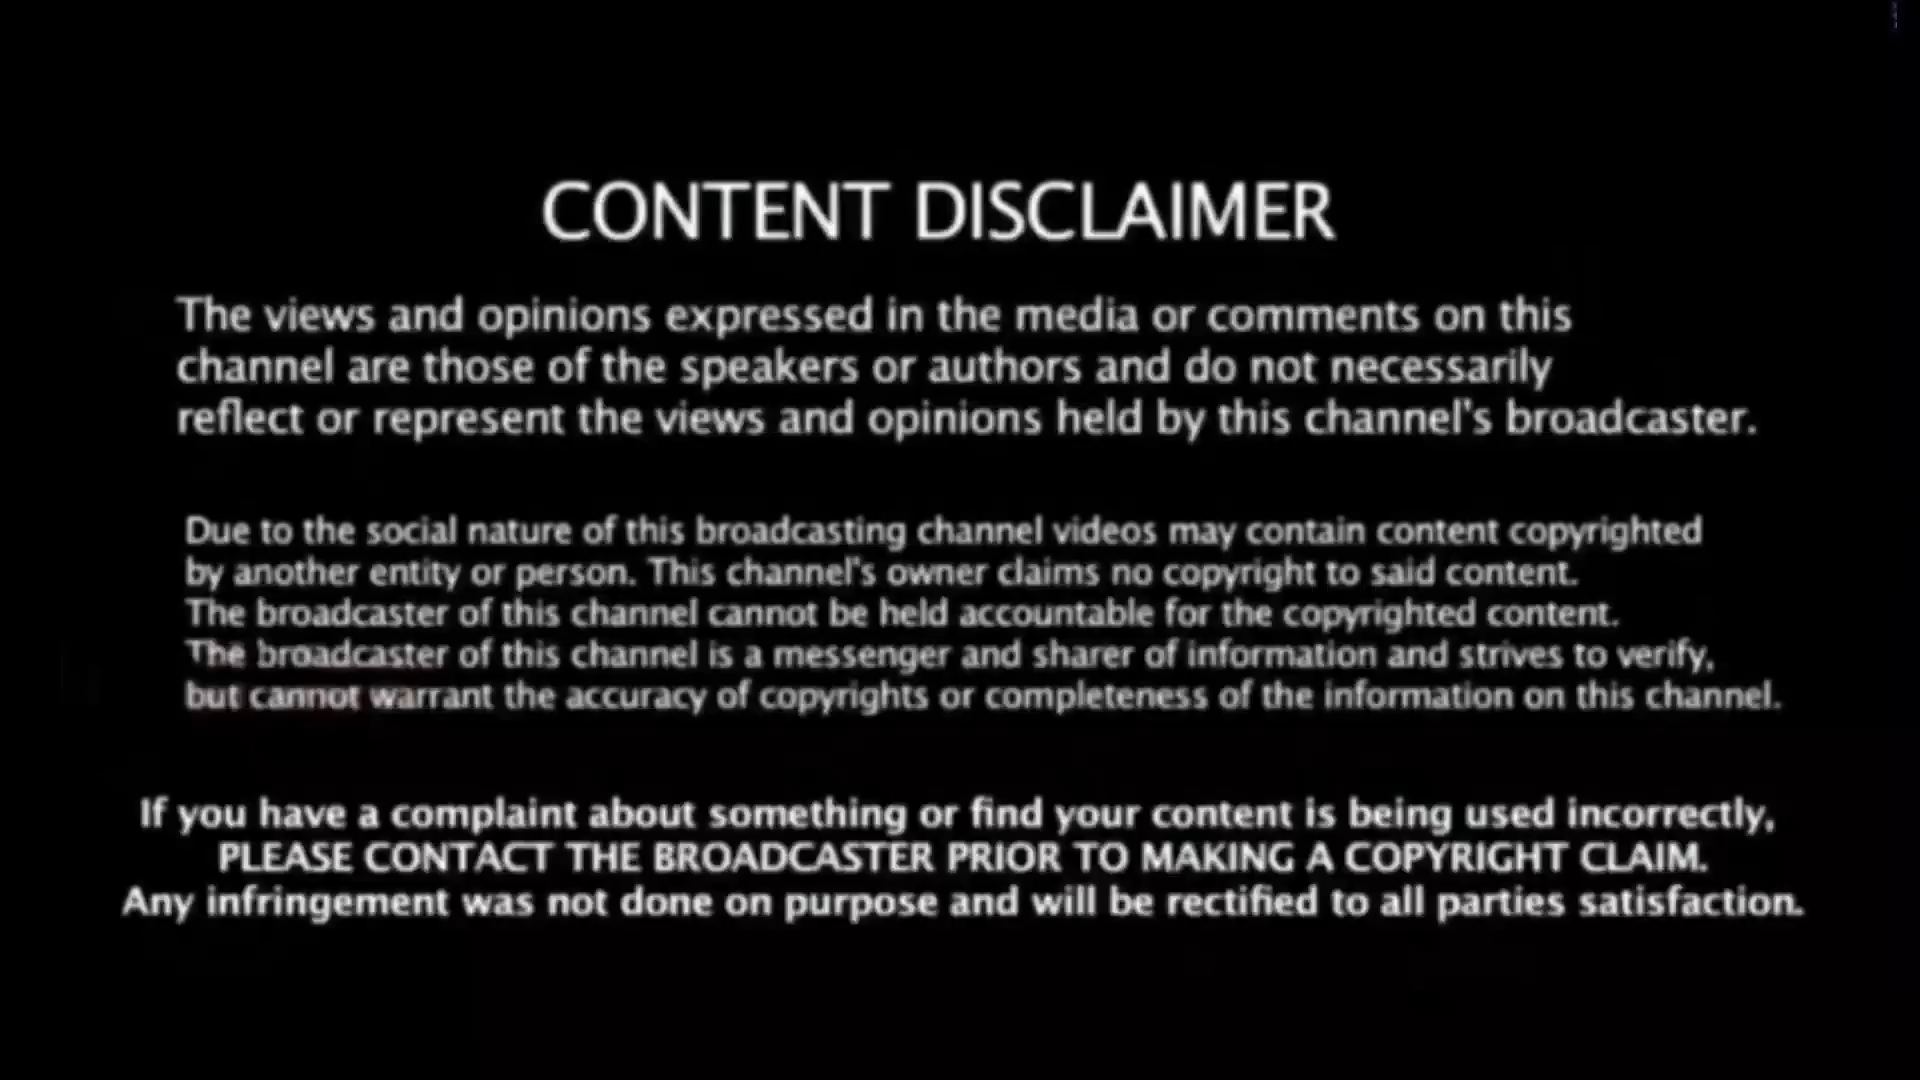 CONTENT DISCLAIMER
The views and opinions expressed in the media or comments on this
channel are those of the speakers or authors and do not necessarily
reflect or represent the views and opinions held by this channel's broadcaster.
Due to the social nature of this broadcasting channel videos may contain content copyrighted
by another entity or person. This channel's owner claims no copyright to said content.
The broadcaster of this channel cannot be held accountable for the copyrighted content.
The broadcaster of this channel is a messenger and sharer of information and strives to verify,
but cannot warrant the accuracy of copyrights or completeness of the information on this channel.
If you have a complaint about something or find your content is being used incorrectly,
PLEASE CONTACT THE BROADCASTER PRIOR TO MAKING A COPYRIGHT CLAIM.
Any infringement was not done on purpose and will be rectified to all parties satisfaction.